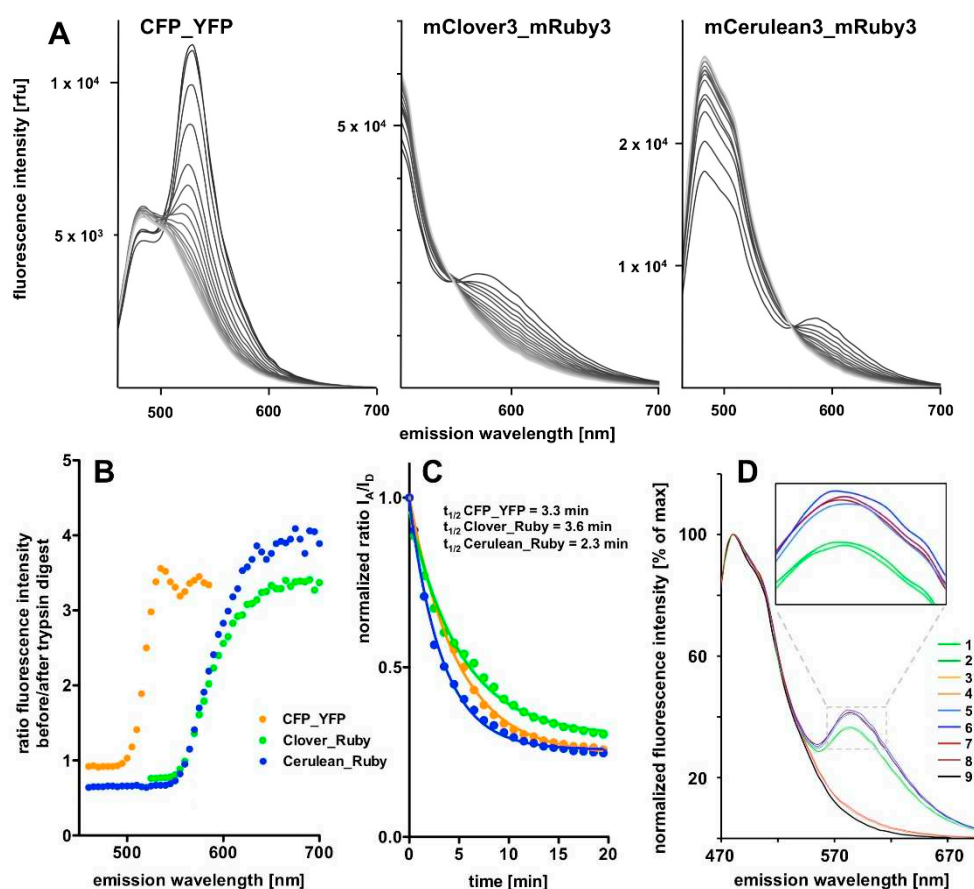 A
CFP_YFP
mClover3_mRuby3
mCerulean3_mRuby3
fluorescence intensity [rfu]
1 x 10⁴
5 x 10³
500
600
700
5 x 10⁴
600
700
2 x 10⁴
1 x 10⁴
500
600
700
emission wavelength [nm]
B
ratio fluorescence intensity
before/after trypsin digest
5
4
3
2
1
0
500
600
700
emission wavelength [nm]
CFP_YFP
Clover_Ruby
Cerulean_Ruby
C
normalized ratio I_A/I_D
1.0
0.5
0.0
0
5
10
15
20
time [min]
t₁/₂ CFP_YFP = 3.3 min
t₁/₂ Clover_Ruby = 3.6 min
t₁/₂ Cerulean_Ruby = 2.3 min
D
normalized fluorescence intensity [% of max]
100
60
20
470
570
670
emission wavelength [nm]
1
2
3
4
5
6
7
8
9